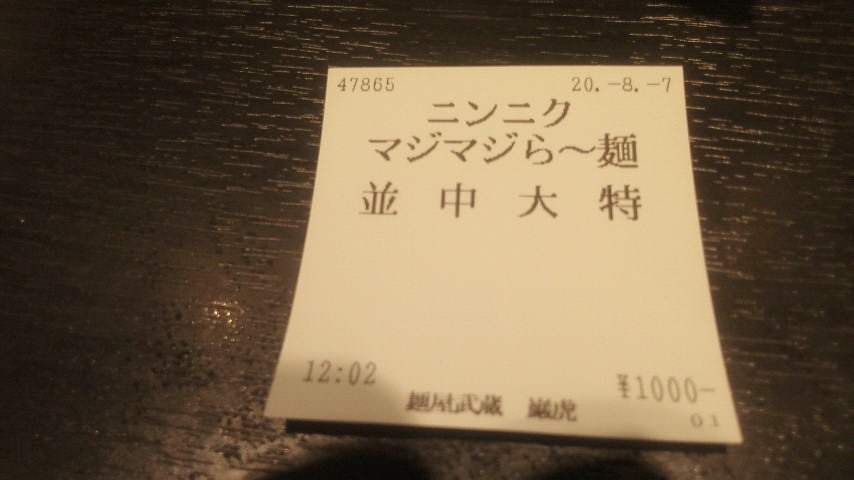 47865 20.-8.-7
ニンニク
マジマジら〜麺
並 中 大 特
12:02 ¥1000-
麺屋武蔵 巌虎
01